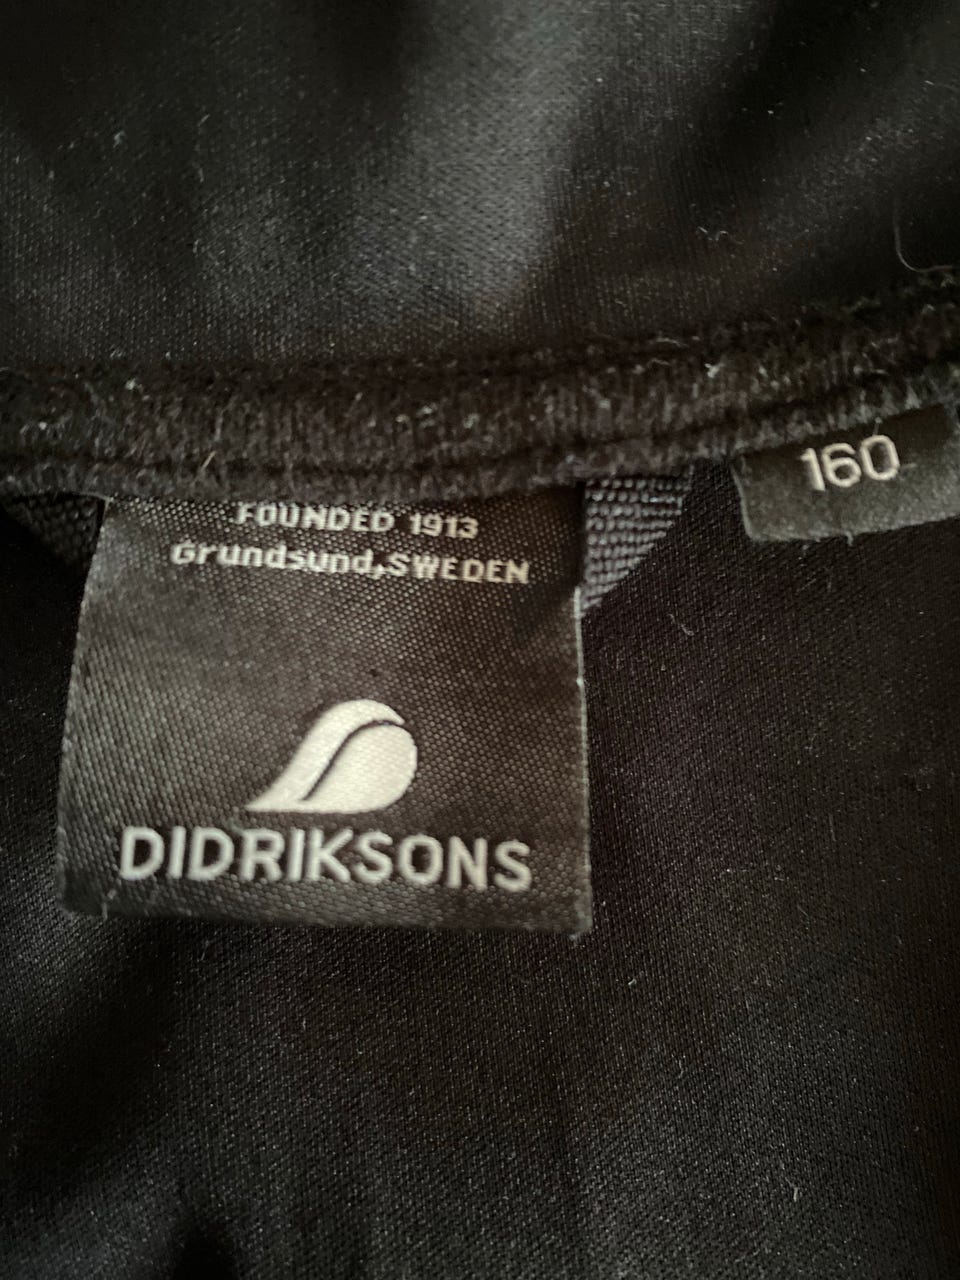 FOUNDED 1913
Grundsund,SWEDEN
DIDRIKSONS
160